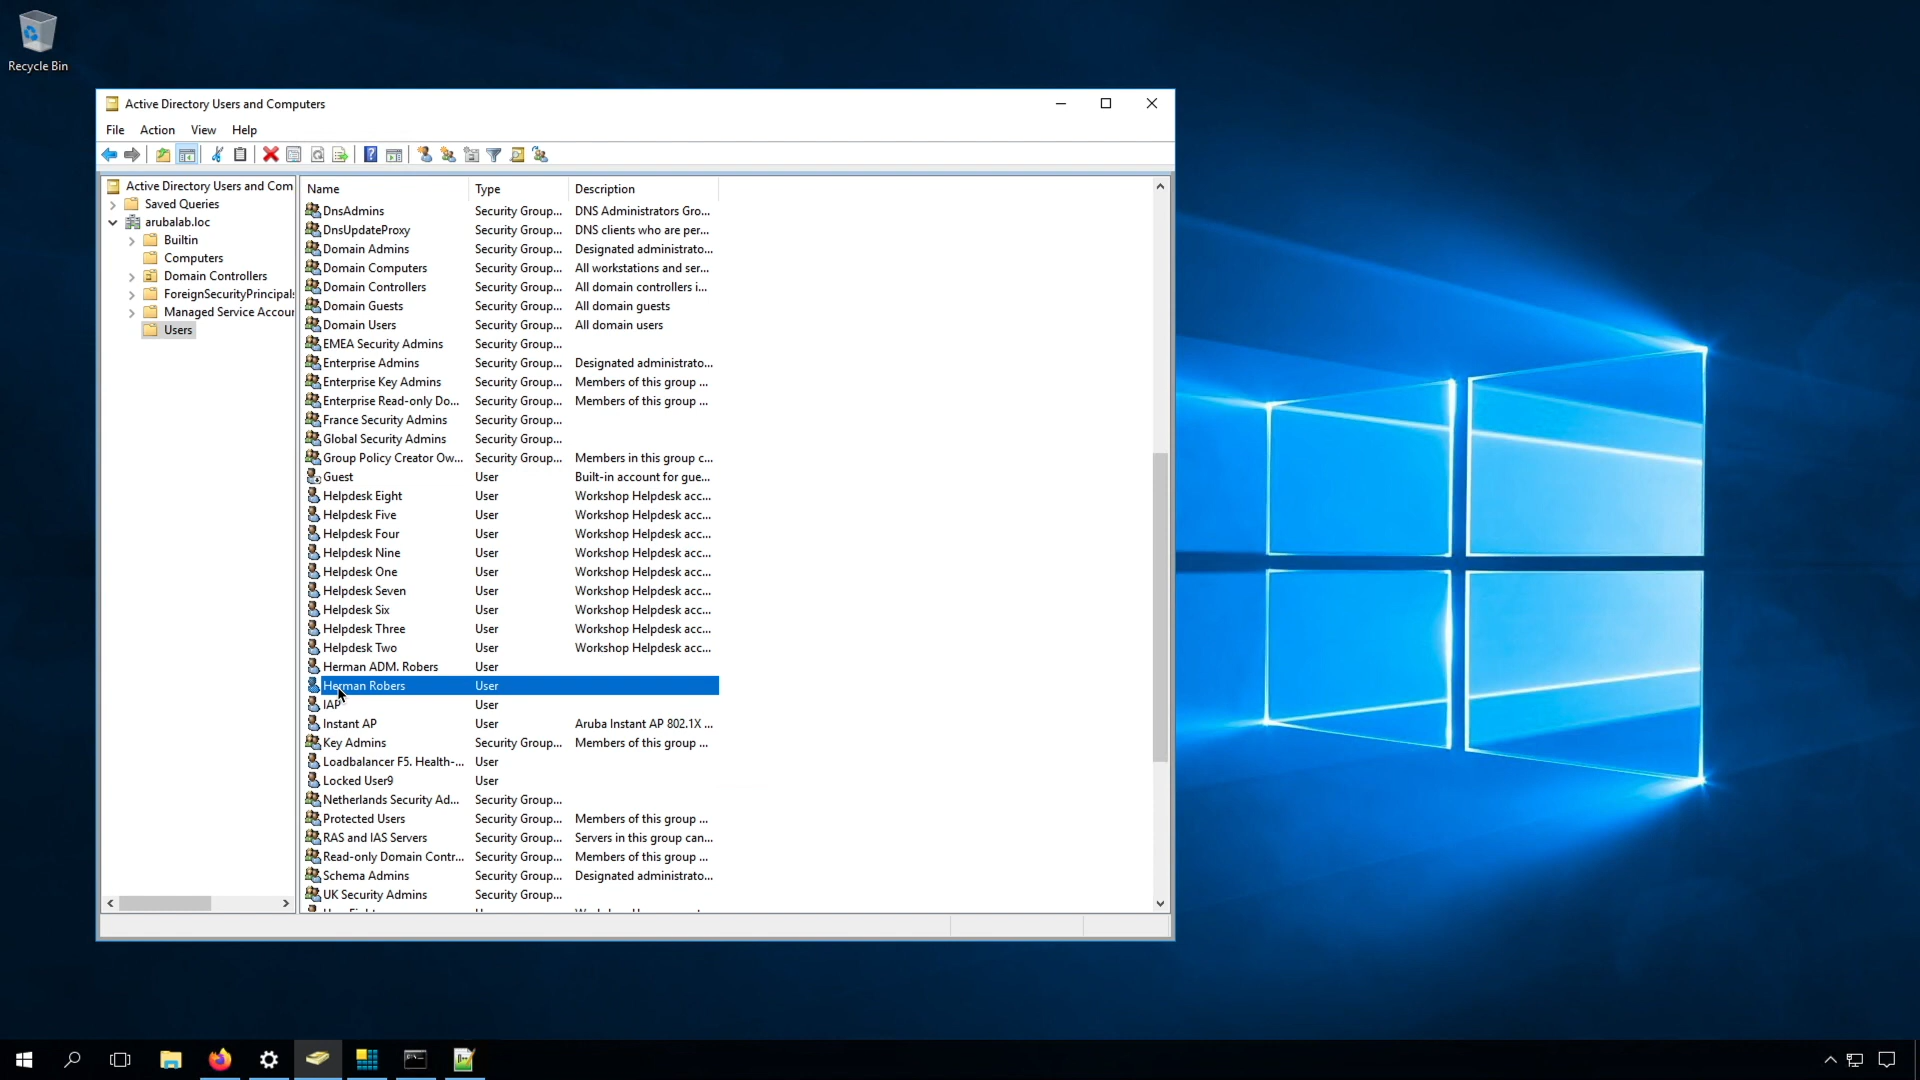 Recycle Bin
Active Directory Users and Computers
File Action View Help
Active Directory Users and Com
Saved Queries
arubalab.loc
Builtin
Computers
Domain Controllers
ForeignSecurityPrincipals
Managed Service Accour
Users
Name Type Description
DnsAdmins Security Group... DNS Administrators Gro...
DnsUpdateProxy Security Group... DNS clients who are per...
Domain Admins Security Group... Designated administrato...
Domain Computers Security Group... All workstations and ser...
Domain Controllers Security Group... All domain controllers i...
Domain Guests Security Group... All domain guests
Domain Users Security Group... All domain users
EMEA Security Admins Security Group...
Enterprise Admins Security Group... Designated administrato...
Enterprise Key Admins Security Group... Members of this group ...
Enterprise Read-only Do... Security Group... Members of this group ...
France Security Admins Security Group...
Global Security Admins Security Group...
Group Policy Creator Ow... Security Group... Members in this group c...
Guest User Built-in account for gue...
Helpdesk Eight User Workshop Helpdesk acc...
Helpdesk Five User Workshop Helpdesk acc...
Helpdesk Four User Workshop Helpdesk acc...
Helpdesk Nine User Workshop Helpdesk acc...
Helpdesk One User Workshop Helpdesk acc...
Helpdesk Seven User Workshop Helpdesk acc...
Helpdesk Six User Workshop Helpdesk acc...
Helpdesk Three User Workshop Helpdesk acc...
Helpdesk Two User Workshop Helpdesk acc...
Herman ADM. Robers User
Herman Robers User
IAP User
Instant AP User Aruba Instant AP 802.1X ...
Key Admins Security Group... Members of this group ...
Loadbalancer F5. Health-... User
Locked User9 User
Netherlands Security Ad... Security Group...
Protected Users Security Group... Members of this group ...
RAS and IAS Servers Security Group... Servers in this group can...
Read-only Domain Contr... Security Group... Members of this group ...
Schema Admins Security Group... Designated administrato...
UK Security Admins Security Group...